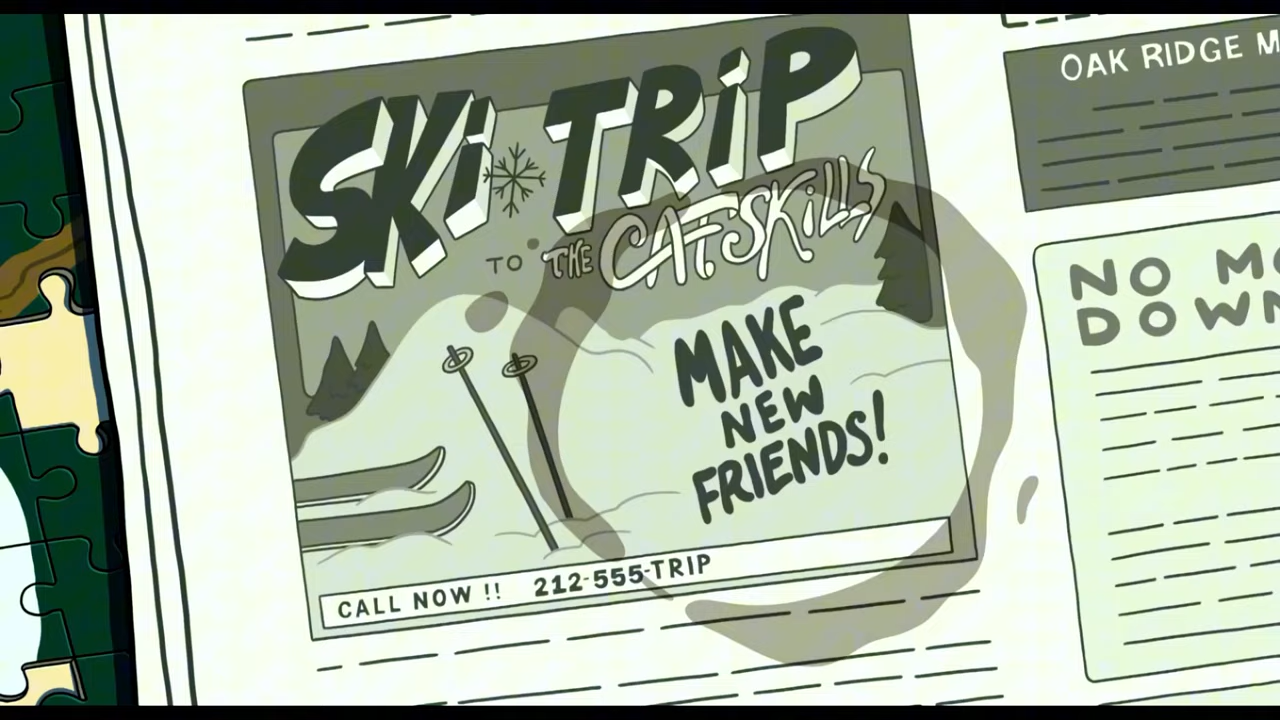 SKi TRiP
TO THE CATSKiLLS
MAKE
NEW
FRIENDS!
CALL NOW !! 212-555-TRIP
OAK RIDGE
NO
DOWN